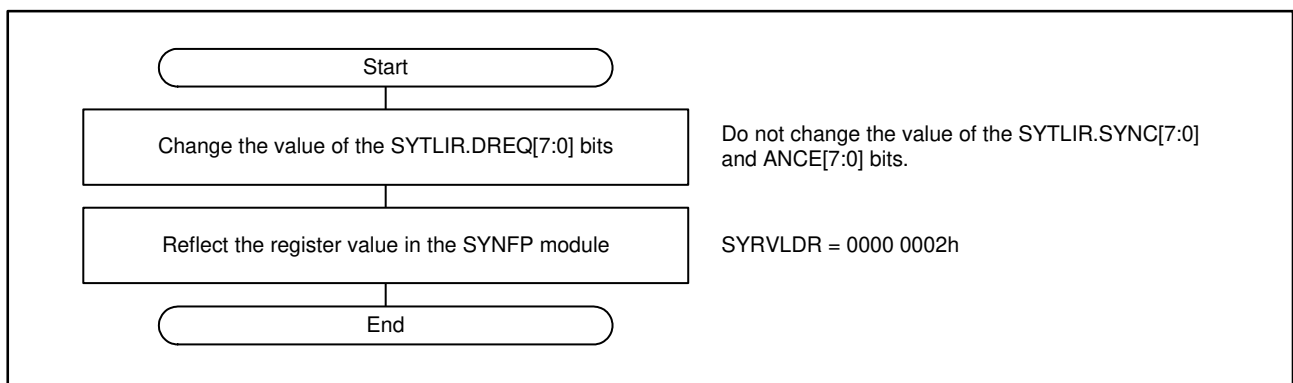 Start
Change the value of the SYTLIR.DREQ[7:0] bits
Do not change the value of the SYTLIR.SYNC[7:0]
and ANCE[7:0] bits.
Reflect the register value in the SYNFP module
SYRVLDR = 0000 0002h
End